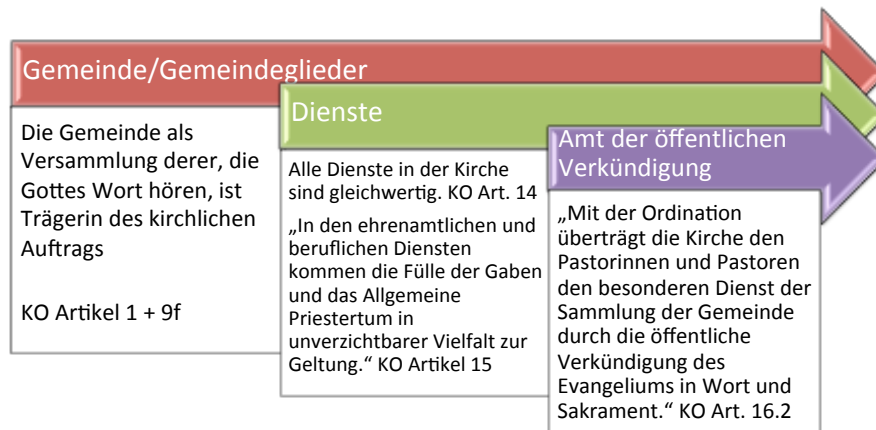 Gemeinde/Gemeindeglieder
Die Gemeinde als
Versammlung derer, die
Gottes Wort hören, ist
Trägerin des kirchlichen
Auftrags
KO Artikel 1 + 9f
Dienste
Alle Dienste in der Kirche
sind gleichwertig. KO Art. 14
„In den ehrenamtlichen und
beruflichen Diensten
kommen die Fülle der Gaben
und das Allgemeine
Priestertum in
unverzichtbarer Vielfalt zur
Geltung.“ KO Artikel 15
Amt der öffentlichen
Verkündigung
„Mit der Ordination
überträgt die Kirche den
Pastorinnen und Pastoren
den besonderen Dienst der
Sammlung der Gemeinde
durch die öffentliche
Verkündigung des
Evangeliums in Wort und
Sakrament.“ KO Art. 16.2